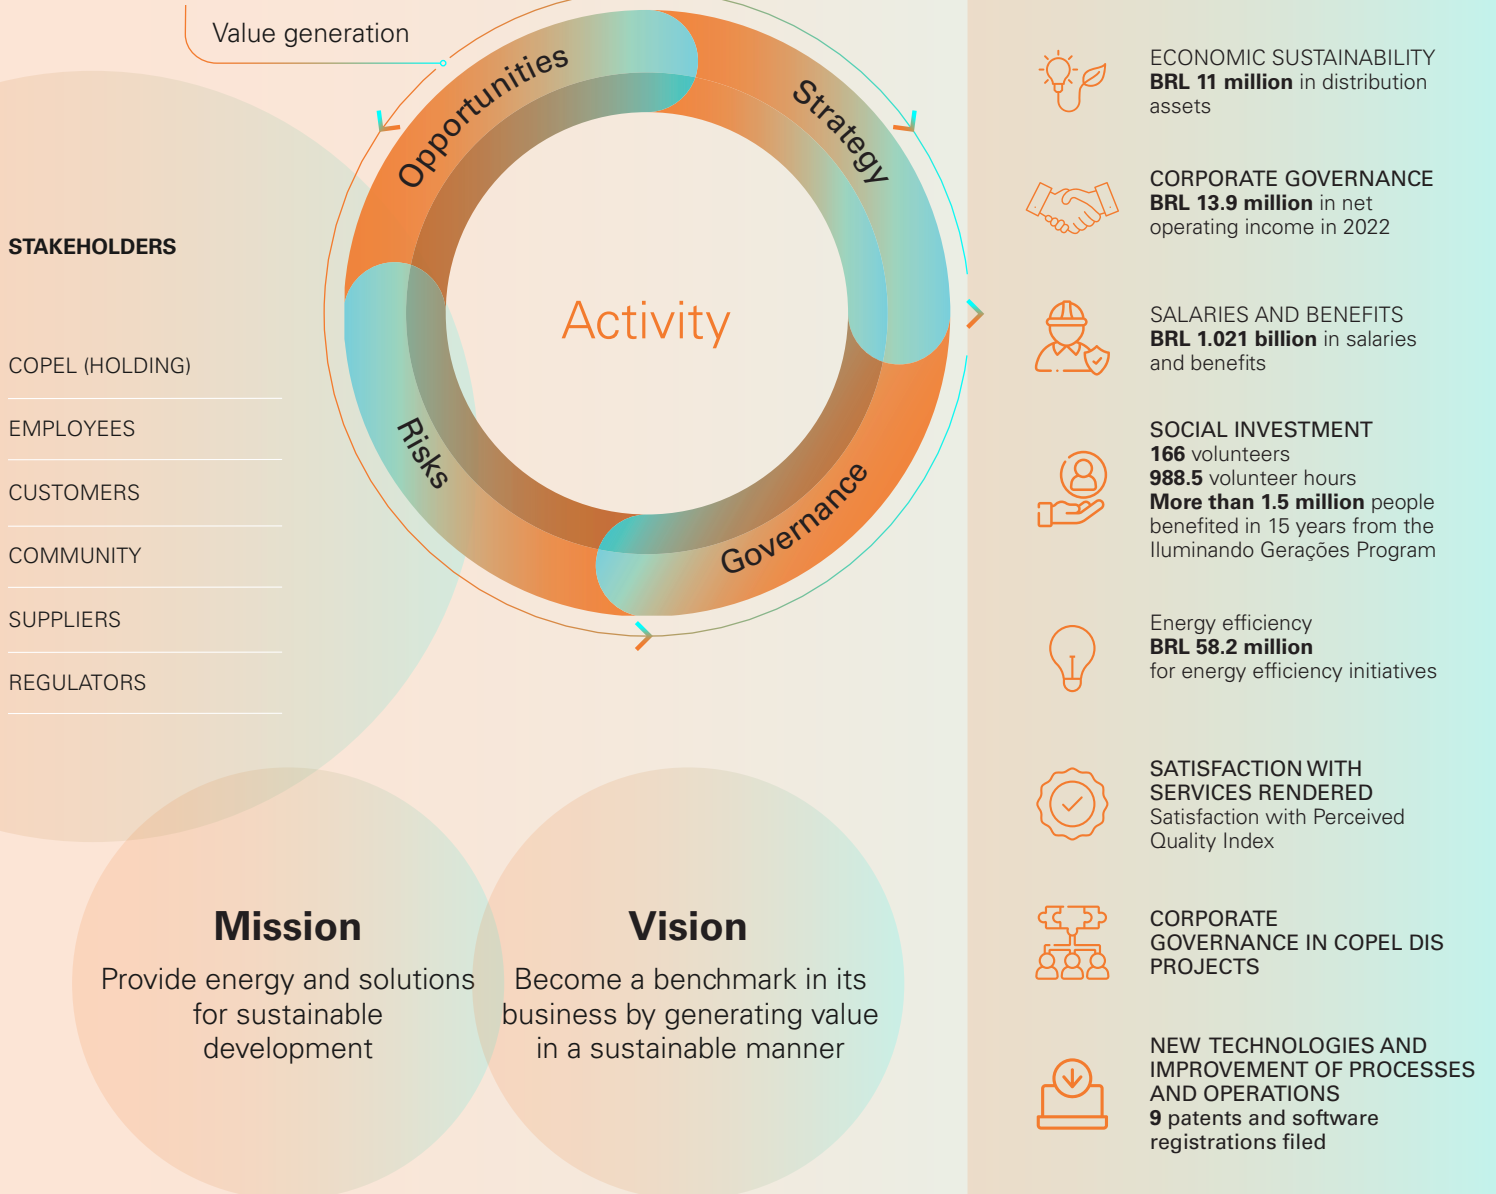 Value generation
Opportunities
Strategy
Activity
Risks
Governance
STAKEHOLDERS
COPEL (HOLDING)
EMPLOYEES
CUSTOMERS
COMMUNITY
SUPPLIERS
REGULATORS
Mission
Provide energy and solutions
for sustainable
development
Vision
Become a benchmark in its
business by generating value
in a sustainable manner
ECONOMIC SUSTAINABILITY
BRL 11 million in distribution
assets
CORPORATE GOVERNANCE
BRL 13.9 million in net
operating income in 2022
SALARIES AND BENEFITS
BRL 1.021 billion in salaries
and benefits
SOCIAL INVESTMENT
166 volunteers
988.5 volunteer hours
More than 1.5 million people
benefited in 15 years from the
Iluminando Gerações Program
Energy efficiency
BRL 58.2 million
for energy efficiency initiatives
SATISFACTION WITH
SERVICES RENDERED
Satisfaction with Perceived
Quality Index
CORPORATE
GOVERNANCE IN COPEL DIS
PROJECTS
NEW TECHNOLOGIES AND
IMPROVEMENT OF PROCESSES
AND OPERATIONS
9 patents and software
registrations filed